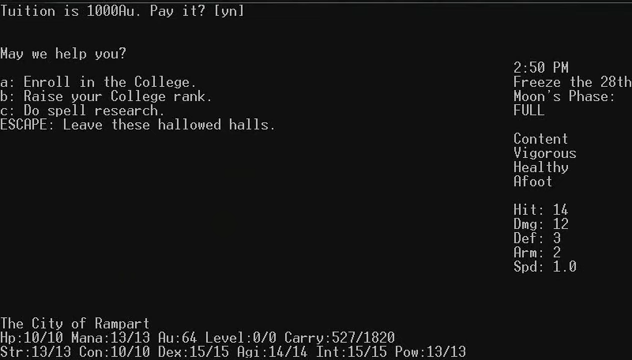 Tuition is 1000Au. Pay it? [yn]
May we help you?
a: Enroll in the College.
b: Raise your College rank.
c: Do spell research.
ESCAPE: Leave these hallowed halls.
2:50 PM
Freeze the 28th
Moon's Phase:
FULL
Content
Vigorous
Healthy
Afoot
Hit: 14
Dmg: 12
Def: 3
Arm: 2
Spd: 1.0
The City of Rampart
Hp:10/10 Mana:13/13 Au:64 Level:0/0 Carry:527/1820
Str:13/13 Con:10/10 Dex:15/15 Agi:14/14 Int:15/15 Pow:13/13